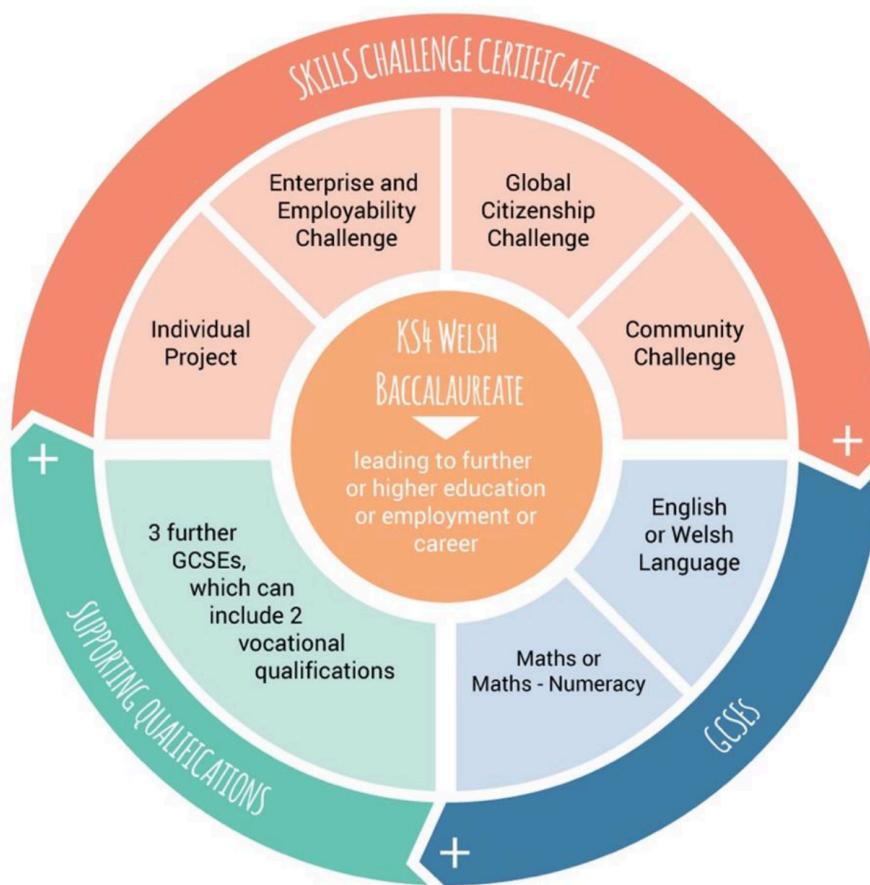 SKILLS CHALLENGE CERTIFICATE
Enterprise and
Employability
Challenge
Global
Citizenship
Challenge
Individual
Project
Community
Challenge
KS4 WELSH
BACCALAUREATE
leading to further
or higher education
or employment or
career
+
+
English
or Welsh
Language
3 further
GCSEs,
which can
include 2
vocational
qualifications
Maths or
Maths - Numeracy
SUPPORTING QUALIFICATIONS
GCSEs
+